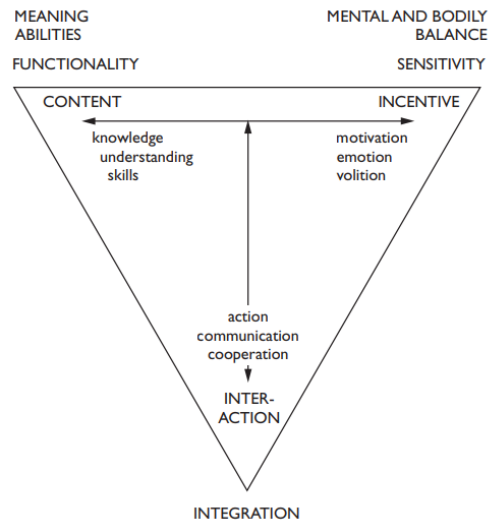 MEANING
ABILITIES
MENTAL AND BODILY
BALANCE
FUNCTIONALITY
SENSITIVITY
CONTENT
INCENTIVE
knowledge
understanding
skills
motivation
emotion
volition
action
communication
cooperation
INTER-
ACTION
INTEGRATION